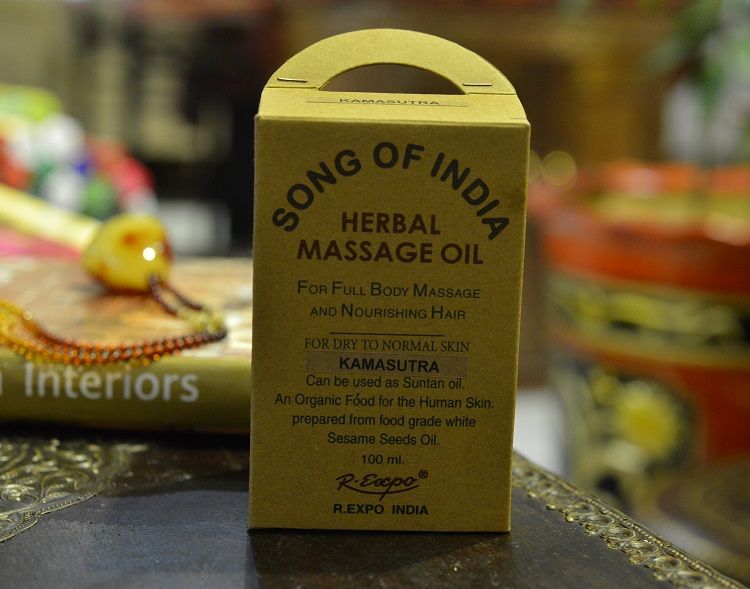 KAMASUTRA
SONG OF INDIA
HERBAL
MASSAGE OIL
FOR FULL BODY MASSAGE
AND NOURISHING HAIR
FOR DRY TO NORMAL SKIN
KAMASUTRA
Can be used as Suntan oil.
An Organic Food for the Human Skin.
prepared from food grade white
Sesame Seeds Oil.
100 ml.
R-Expo®
R.EXPO INDIA
Interiors